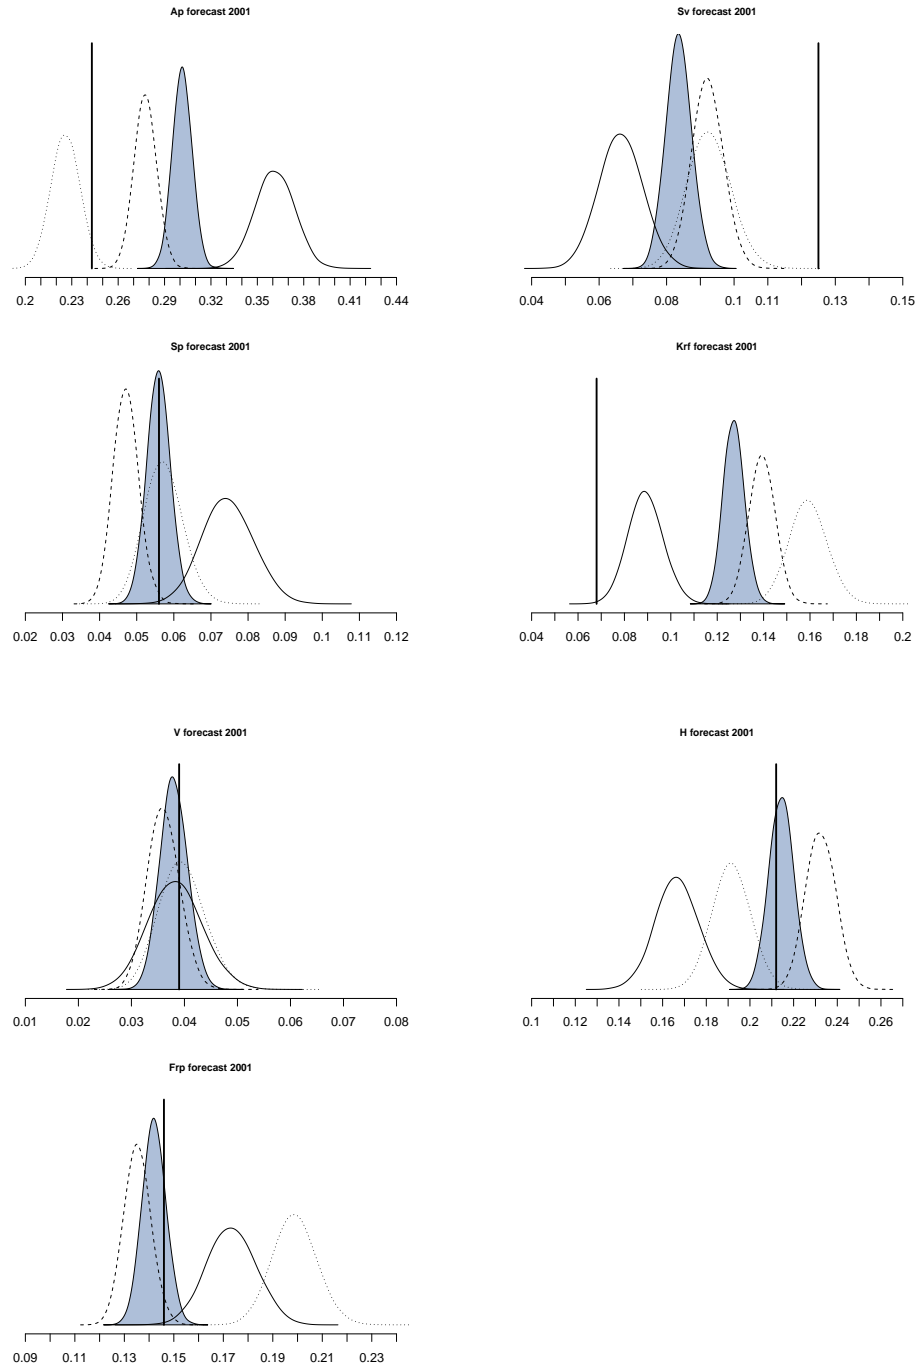 Ap forecast 2001
0.2 0.23 0.26 0.29 0.32 0.36 0.38 0.41 0.44
Sv forecast 2001
0.04 0.06 0.08 0.1 0.11 0.13 0.15
Sp forecast 2001
0.02 0.03 0.04 0.05 0.06 0.07 0.08 0.09 0.1 0.11 0.12
Krf forecast 2001
0.04 0.06 0.08 0.1 0.12 0.14 0.16 0.18 0.2
V forecast 2001
0.01 0.02 0.03 0.04 0.05 0.06 0.07 0.08
H forecast 2001
0.1 0.12 0.14 0.16 0.18 0.2 0.22 0.24 0.26
Frp forecast 2001
0.09 0.11 0.13 0.15 0.17 0.19 0.21 0.23